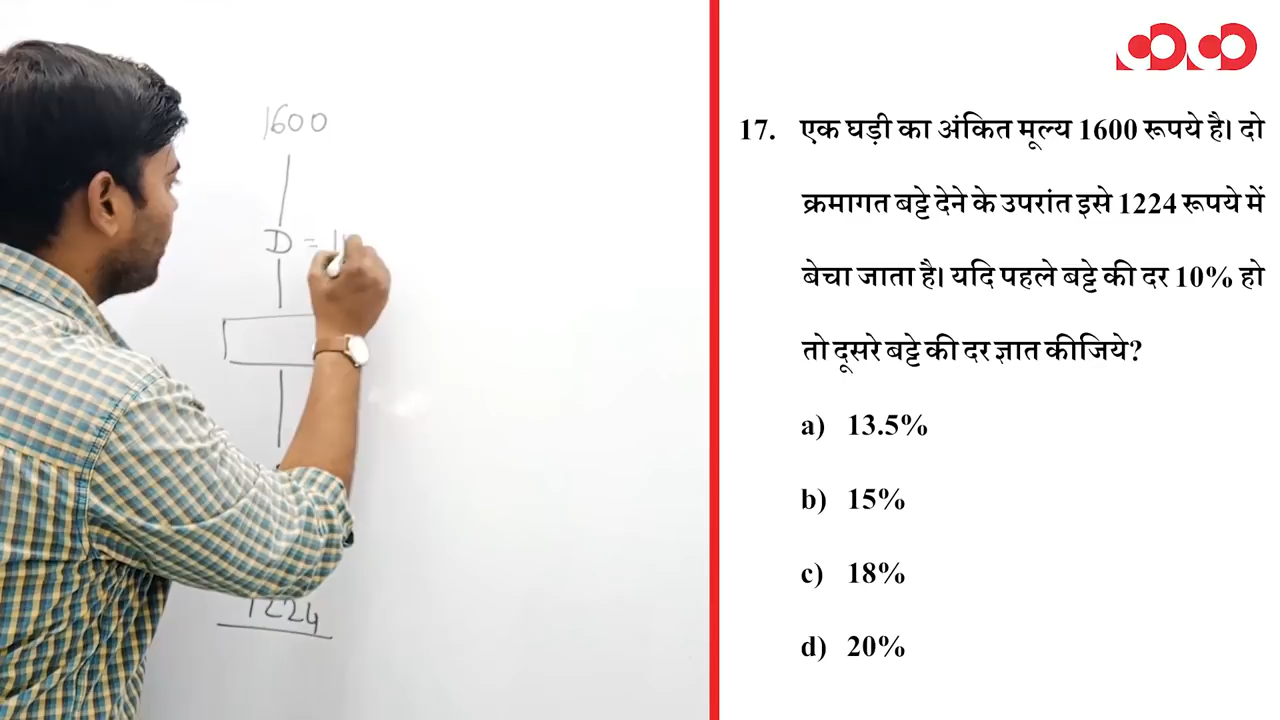 1600
D =
1224
17. एक घड़ी का अंकित मूल्य 1600 रूपये है। दो
क्रमागत बट्टे देने के उपरांत इसे 1224 रूपये में
बेचा जाता है। यदि पहले बट्टे की दर 10% हो
तो दूसरे बट्टे की दर ज्ञात कीजिये?
a) 13.5%
b) 15%
c) 18%
d) 20%